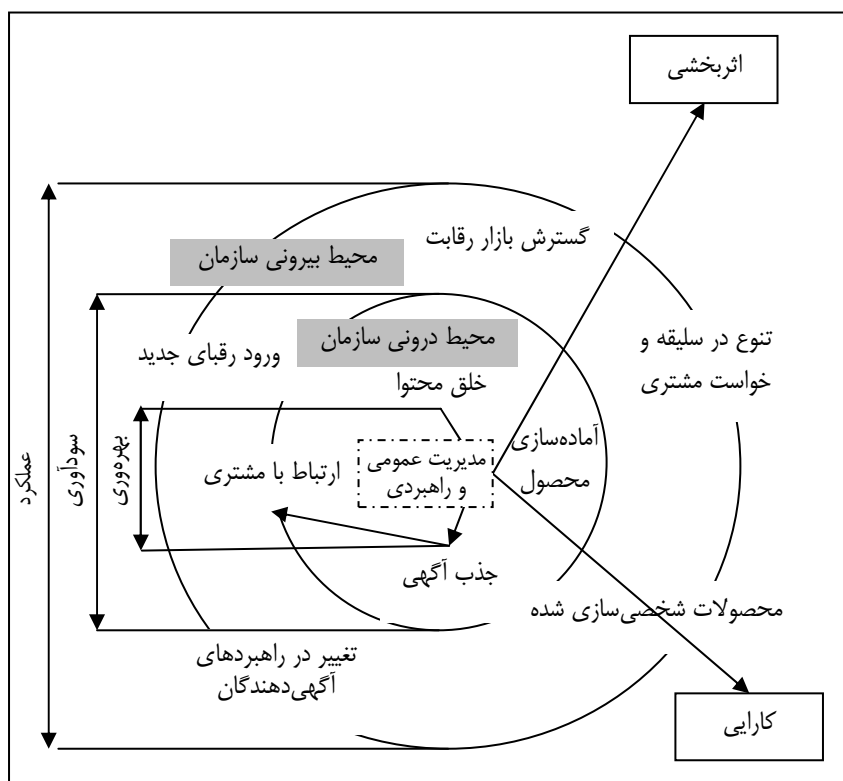 اثربخشی
گسترش بازار رقابت
محیط بیرونی سازمان
تنوع در سلیقه و
خواست مشتری
محیط درونی سازمان
ورود رقبای جدید
خلق محتوا
آماده‌سازی
محصول
مدیریت عمومی
و راهبردی
ارتباط با مشتری
بهره‌وری
سودآوری
عملکرد
جذب آگهی
محصولات شخصی‌سازی شده
تغییر در راهبردهای
آگهی‌دهندگان
کارایی